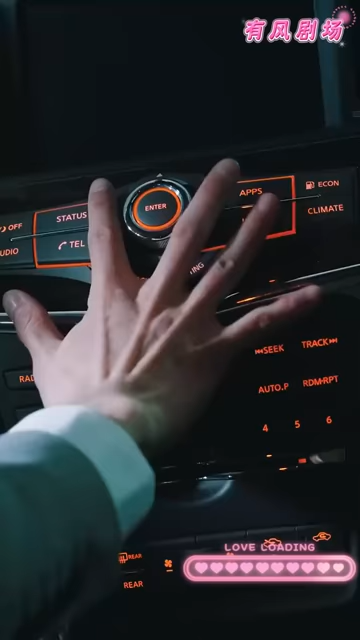 有风剧场
STATUS
ENTER
APPS
ECON
OFF
CLIMATE
TEL
SEEK
TRACK
AUTO.P
RDM·RPT
4
5
6
LOVE LOADING
REAR
REAR